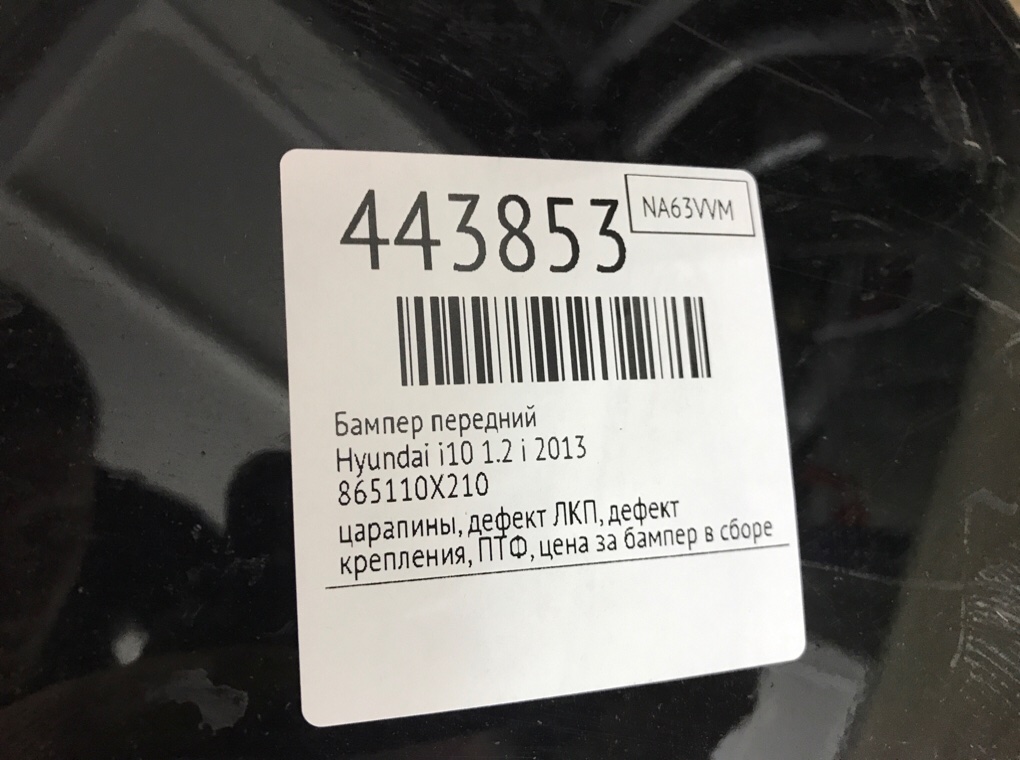 443853
NA63VVM
Бампер передний
Hyundai i10 1.2 i 2013
865110X210
царапины, дефект ЛКП, дефект
крепления, ПТФ, цена за бампер в сборе